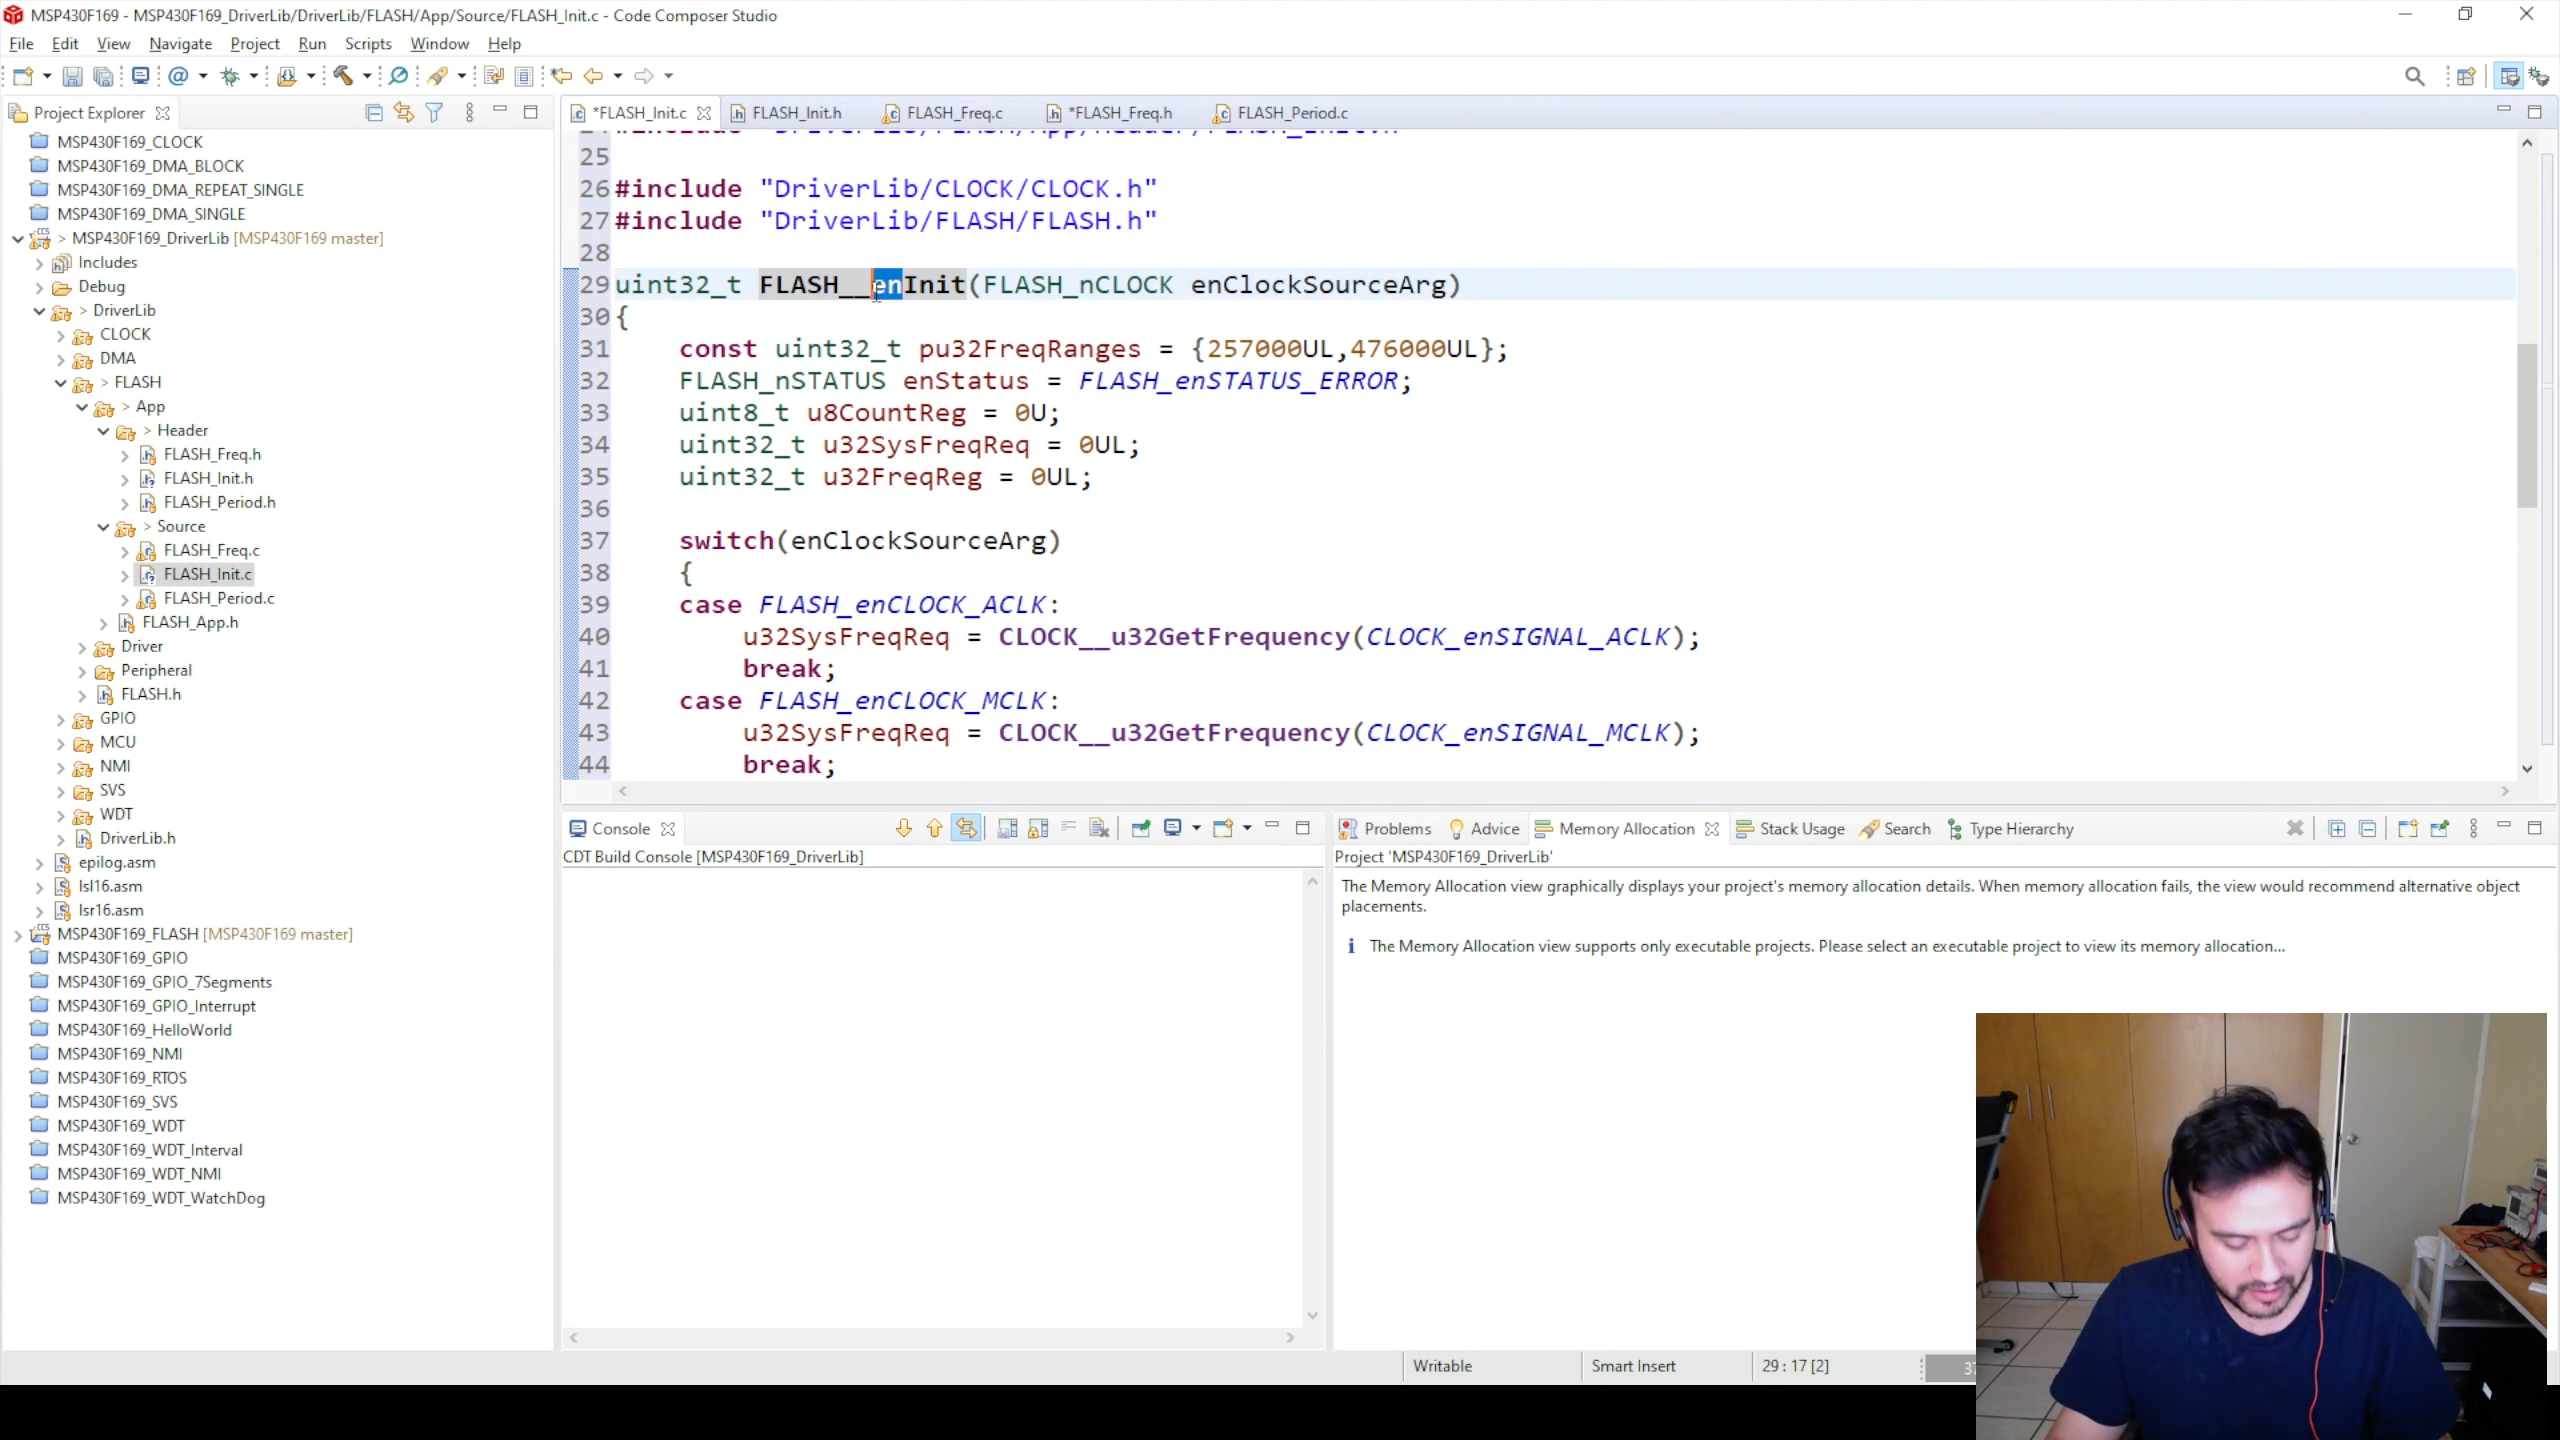 MSP430F169 - MSP430F169_DriverLib/DriverLib/FLASH/App/Source/FLASH_Init.c - Code Composer Studio
File Edit View Navigate Project Run Scripts Window Help
Project Explorer
MSP430F169_CLOCK
MSP430F169_DMA_BLOCK
MSP430F169_DMA_REPEAT_SINGLE
MSP430F169_DMA_SINGLE
> MSP430F169_DriverLib [MSP430F169 master]
Includes
Debug
> DriverLib
CLOCK
DMA
> FLASH
> App
> Header
FLASH_Freq.h
FLASH_Init.h
FLASH_Period.h
> Source
FLASH_Freq.c
FLASH_Init.c
FLASH_Period.c
FLASH_App.h
Driver
Peripheral
FLASH.h
GPIO
MCU
NMI
SVS
WDT
DriverLib.h
epilog.asm
lsl16.asm
lsr16.asm
MSP430F169_FLASH [MSP430F169 master]
MSP430F169_GPIO
MSP430F169_GPIO_7Segments
MSP430F169_GPIO_Interrupt
MSP430F169_HelloWorld
MSP430F169_NMI
MSP430F169_RTOS
MSP430F169_SVS
MSP430F169_WDT
MSP430F169_WDT_Interval
MSP430F169_WDT_NMI
MSP430F169_WDT_WatchDog
*FLASH_Init.c FLASH_Init.h FLASH_Freq.c *FLASH_Freq.h FLASH_Period.c
25
26 #include "DriverLib/CLOCK/CLOCK.h"
27 #include "DriverLib/FLASH/FLASH.h"
28
29 uint32_t FLASH__enInit(FLASH_nCLOCK enClockSourceArg)
30 {
31 const uint32_t pu32FreqRanges = {257000UL,476000UL};
32 FLASH_nSTATUS enStatus = FLASH_enSTATUS_ERROR;
33 uint8_t u8CountReg = 0U;
34 uint32_t u32SysFreqReq = 0UL;
35 uint32_t u32FreqReg = 0UL;
36
37 switch(enClockSourceArg)
38 {
39 case FLASH_enCLOCK_ACLK:
40 u32SysFreqReq = CLOCK__u32GetFrequency(CLOCK_enSIGNAL_ACLK);
41 break;
42 case FLASH_enCLOCK_MCLK:
43 u32SysFreqReq = CLOCK__u32GetFrequency(CLOCK_enSIGNAL_MCLK);
44 break;
Console
CDT Build Console [MSP430F169_DriverLib]
Problems Advice Memory Allocation Stack Usage Search Type Hierarchy
Project 'MSP430F169_DriverLib'
The Memory Allocation view graphically displays your project's memory allocation details. When memory allocation fails, the view would recommend alternative object
placements.
The Memory Allocation view supports only executable projects. Please select an executable project to view its memory allocation...
Writable Smart Insert 29 : 17 [2]